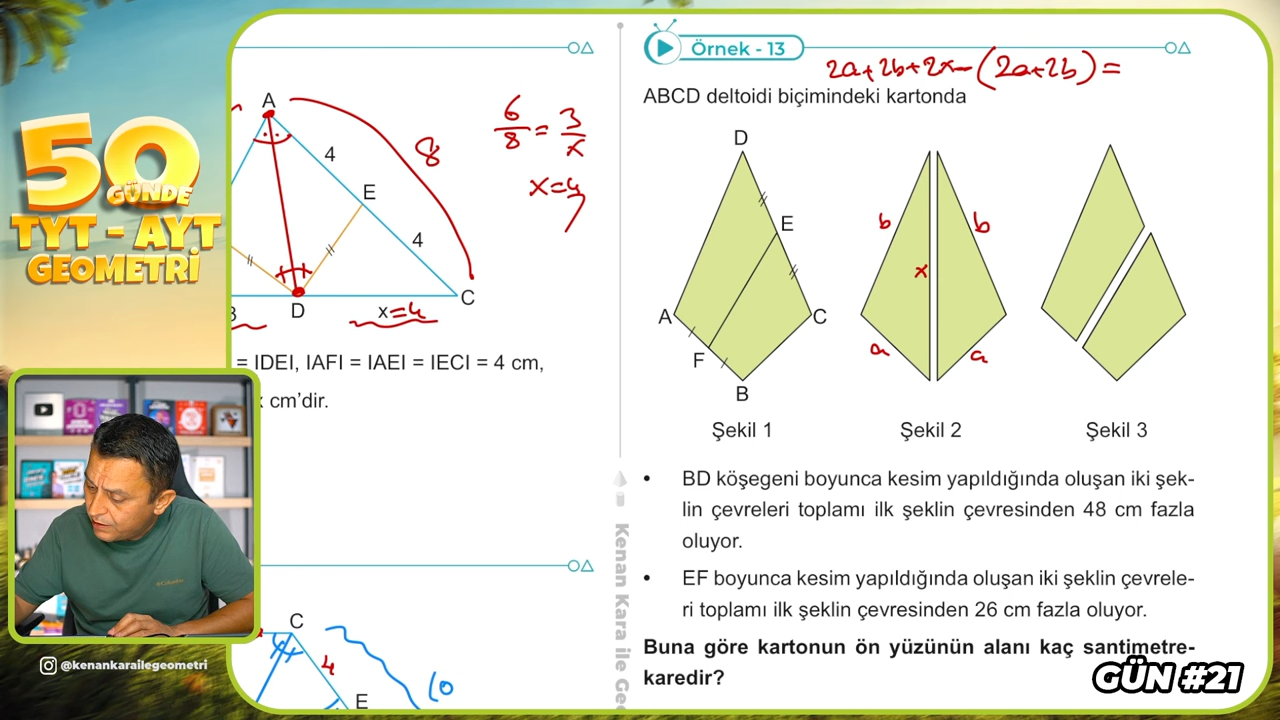 50
GÜNDE
TYT - AYT
GEOMETRİ
@kenankarailegeometri
A
4
8
E
4
D
x=4
C
6/8 = 3/x
x=4
= IDEI, IAFI = IAEI = IECI = 4 cm,
cm’dir.
C
4
E
10
Kenan Kara ile Ge
Örnek - 13
2a+2b+2x-(2a+2b)=
ABCD deltoidi biçimindeki kartonda
D
E
A
C
F
B
b
b
x
a
a
Şekil 1
Şekil 2
Şekil 3
• BD köşegeni boyunca kesim yapıldığında oluşan iki şek-
lin çevreleri toplamı ilk şeklin çevresinden 48 cm fazla
oluyor.
• EF boyunca kesim yapıldığında oluşan iki şeklin çevrele-
ri toplamı ilk şeklin çevresinden 26 cm fazla oluyor.
Buna göre kartonun ön yüzünün alanı kaç santimetre-
karedir?
GÜN #21